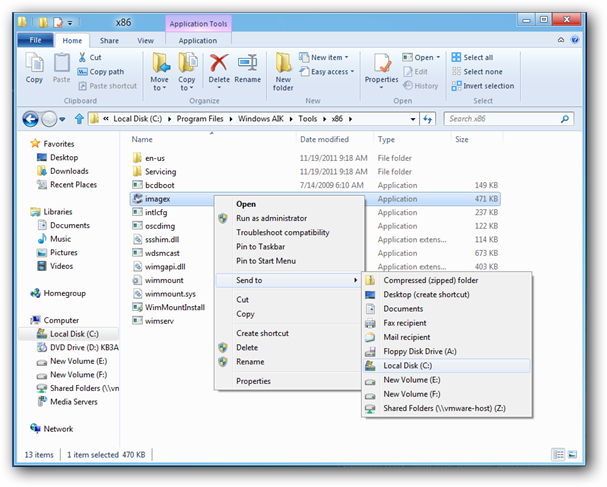 x86
Application Tools
File
Home
Share
View
Application
Copy
Paste
Cut
Copy path
Paste shortcut
Clipboard
Move to
Copy to
Delete
Rename
Organize
New folder
New item
Easy access
New
Properties
Open
Edit
History
Open
Select all
Select none
Invert selection
Select
« Local Disk (C:) Program Files Windows AIK Tools x86
Search x86
Name Date modified Type Size
Favorites
Desktop
Downloads
Recent Places
Libraries
Documents
Music
Pictures
Videos
Homegroup
Computer
Local Disk (C:)
DVD Drive (D:) KB3A
New Volume (E:)
New Volume (F:)
Shared Folders (\\vm
Media Servers
Network
en-us 11/19/2011 9:18 AM File folder
Servicing 11/19/2011 9:18 AM File folder
bcdboot 7/14/2009 6:10 AM Application 149 KB
imagex Application 471 KB
intlcfg Application 237 KB
oscdimg Application 122 KB
ssshim.dll Application extens... 114 KB
wdsmcast Application 673 KB
wimgapi.dll Application extens... 403 KB
wimmount
wimmount.sys
WimMountInstall
wimserv
Open
Run as administrator
Troubleshoot compatibility
Pin to Taskbar
Pin to Start Menu
Send to
Cut
Copy
Create shortcut
Delete
Rename
Properties
Compressed (zipped) folder
Desktop (create shortcut)
Documents
Fax recipient
Mail recipient
Floppy Disk Drive (A:)
Local Disk (C:)
New Volume (E:)
New Volume (F:)
Shared Folders (\\vmware-host) (Z:)
13 items 1 item selected 470 KB